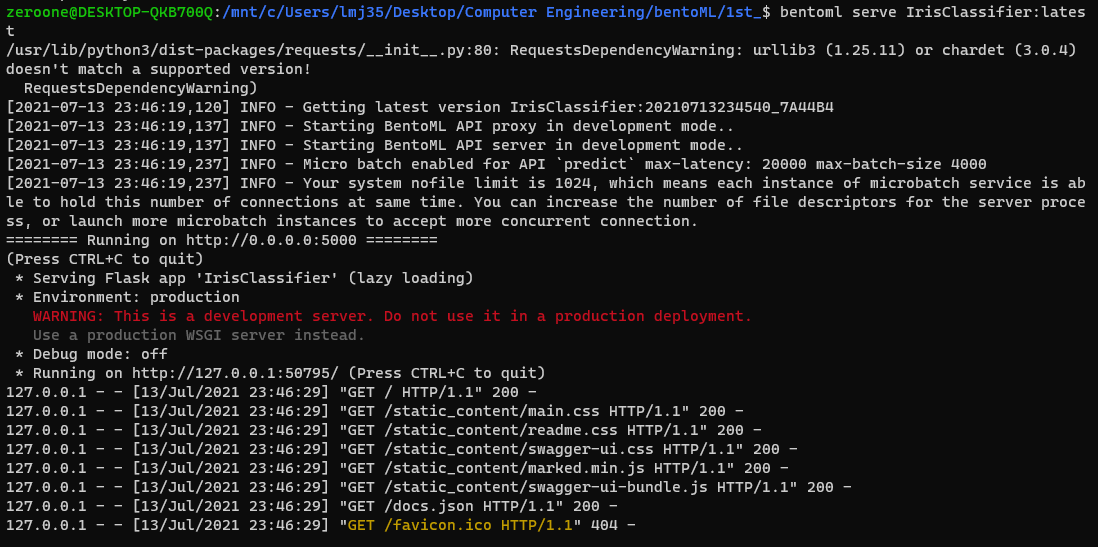 zeroone@DESKTOP-QKB700Q:/mnt/c/Users/lmj35/Desktop/Computer Engineering/bentoML/1st_$ bentoml serve IrisClassifier:lates
t
/usr/lib/python3/dist-packages/requests/__init__.py:80: RequestsDependencyWarning: urllib3 (1.25.11) or chardet (3.0.4)
doesn't match a supported version!
  RequestsDependencyWarning)
[2021-07-13 23:46:19,120] INFO - Getting latest version IrisClassifier:20210713234540_7A44B4
[2021-07-13 23:46:19,137] INFO - Starting BentoML API proxy in development mode..
[2021-07-13 23:46:19,145] INFO - Starting BentoML API server in development mode..
[2021-07-13 23:46:19,237] INFO - Micro batch enabled for API `predict` max-latency: 20000 max-batch-size 4000
[2021-07-13 23:46:19,237] INFO - Your system nofile limit is 1024, which means each instance of microbatch service is ab
le to hold this number of connections at same time. You can increase the number of file descriptors for the server proce
ss, or launch more microbatch instances to accept more concurrent connection.
======== Running on http://0.0.0.0:5000 ========
(Press CTRL+C to quit)
 * Serving Flask app 'IrisClassifier' (lazy loading)
 * Environment: production
   WARNING: This is a development server. Do not use it in a production deployment.
   Use a production WSGI server instead.
 * Debug mode: off
 * Running on http://127.0.0.1:50795/ (Press CTRL+C to quit)
127.0.0.1 - - [13/Jul/2021 23:46:29] "GET / HTTP/1.1" 200 -
127.0.0.1 - - [13/Jul/2021 23:46:29] "GET /static_content/main.css HTTP/1.1" 200 -
127.0.0.1 - - [13/Jul/2021 23:46:29] "GET /static_content/readme.css HTTP/1.1" 200 -
127.0.0.1 - - [13/Jul/2021 23:46:29] "GET /static_content/swagger-ui.css HTTP/1.1" 200 -
127.0.0.1 - - [13/Jul/2021 23:46:29] "GET /static_content/marked.min.js HTTP/1.1" 200 -
127.0.0.1 - - [13/Jul/2021 23:46:29] "GET /static_content/swagger-ui-bundle.js HTTP/1.1" 200 -
127.0.0.1 - - [13/Jul/2021 23:46:29] "GET /docs.json HTTP/1.1" 200 -
127.0.0.1 - - [13/Jul/2021 23:46:29] "GET /favicon.ico HTTP/1.1" 404 -